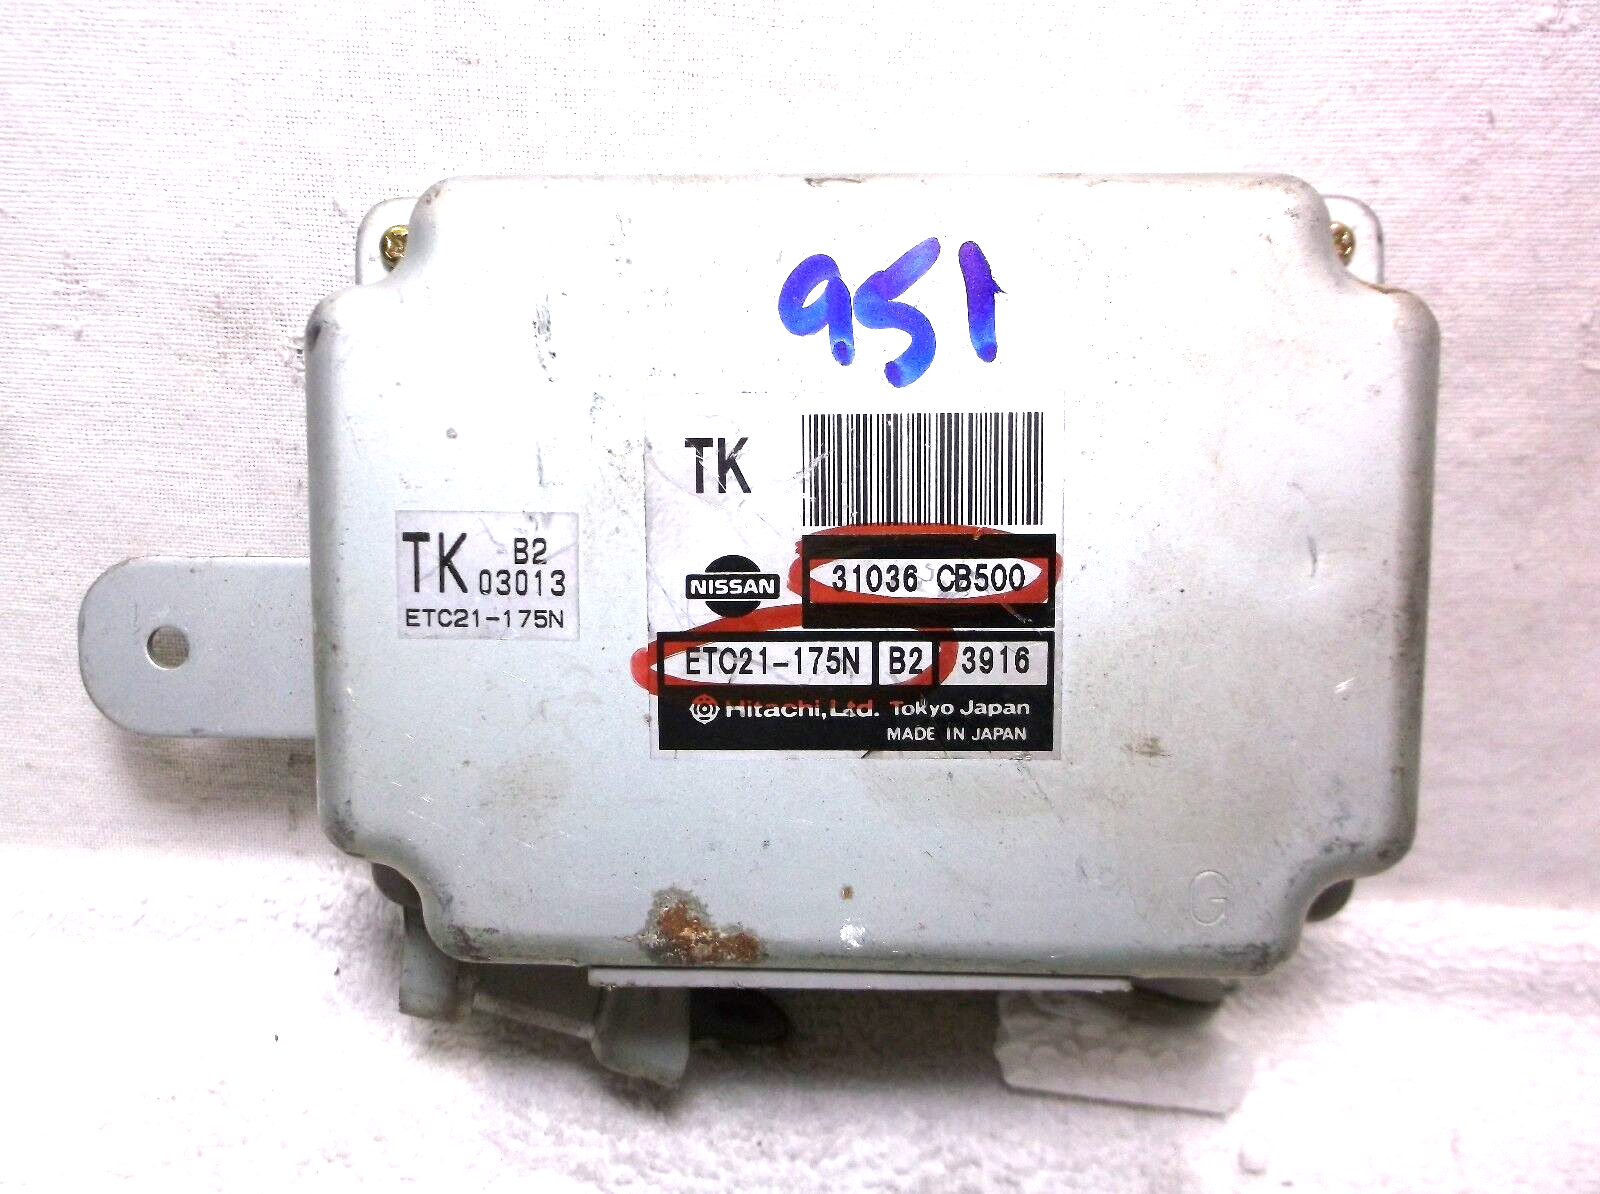 951
TK
TK B2
03013
ETC21-175N
NISSAN
31036 CB500
ETC21-175N B2 3916
Hitachi, Ltd. Tokyo Japan
MADE IN JAPAN
G